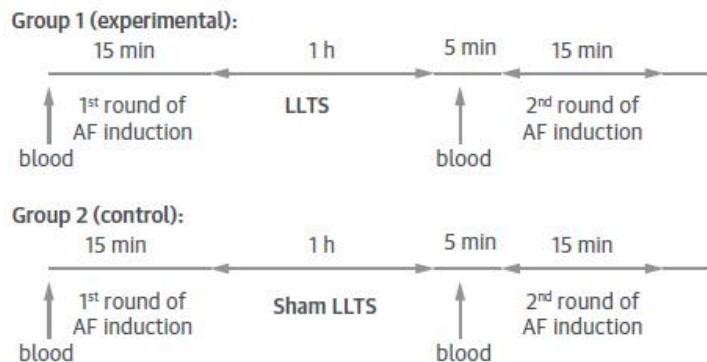 Group 1 (experimental):
15 min 1 h 5 min 15 min
1st round of LLTS 2nd round of
AF induction AF induction
blood blood
Group 2 (control):
15 min 1 h 5 min 15 min
1st round of Sham LLTS 2nd round of
AF induction AF induction
blood blood